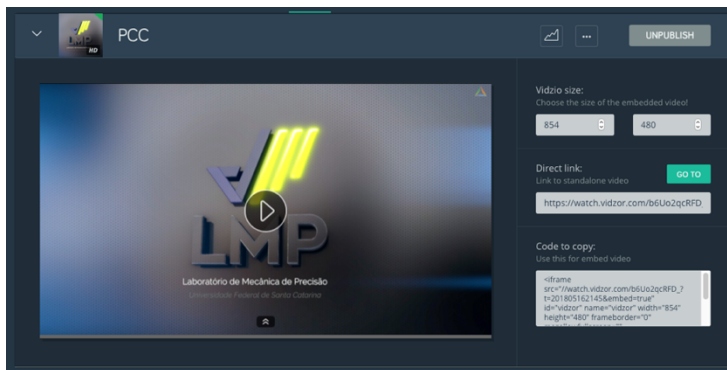 LMP
HD
PCC
UNPUBLISH
LMP
Laboratório de Mecânica de Precisão
Universidade Federal de Santa Catarina
Vidzio size:
Choose the size of the embedded video!
854
480
Direct link:
Link to standalone video
GO TO
https://watch.vidzor.com/b6Uo2qcRFD_
Code to copy:
Use this for embed video
<iframe
src="//watch.vidzor.com/b6Uo2qcRFD_?
t=201805162145&embed=true"
id="vidzor" name="vidzor" width="854"
height="480" frameborder="0"